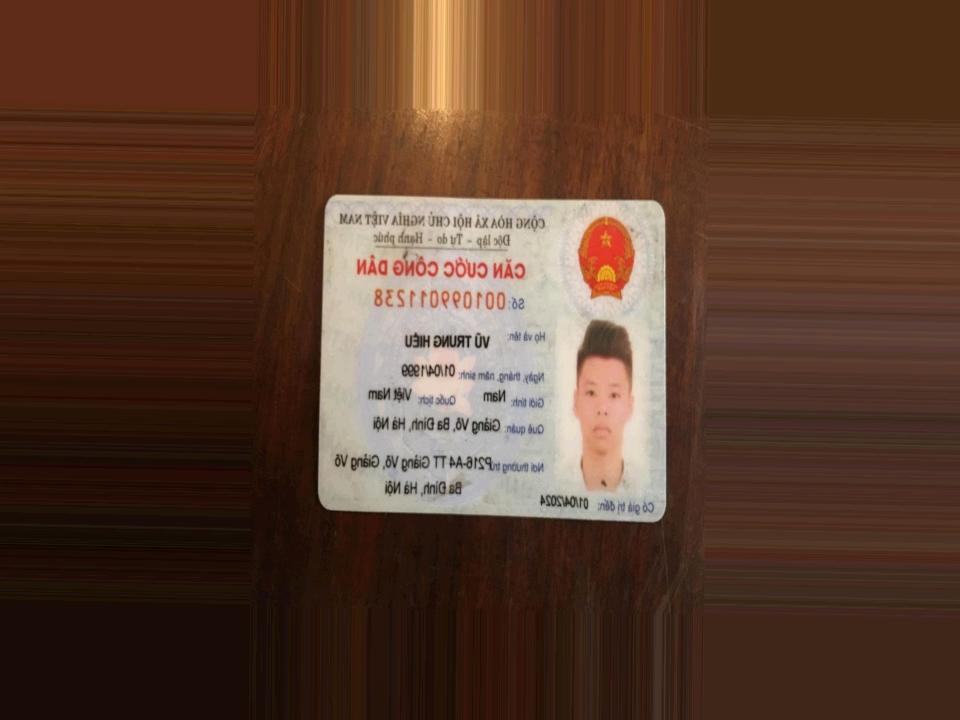 CỘNG HÒA XÃ HỘI CHỦ NGHĨA VIỆT NAM
Độc lập - Tự do - Hạnh phúc
CĂN CƯỚC CÔNG DÂN
Số: 001099011238
Họ và tên: VŨ TRUNG HIẾU
Ngày, tháng, năm sinh: 01/04/1999
Giới tính: Nam Quốc tịch: Việt Nam
Quê quán: Giảng Võ, Ba Đình, Hà Nội
Nơi thường trú: P216-A4 TT Giảng Võ, Giảng Võ
Ba Đình, Hà Nội
Có giá trị đến: 01/04/2024